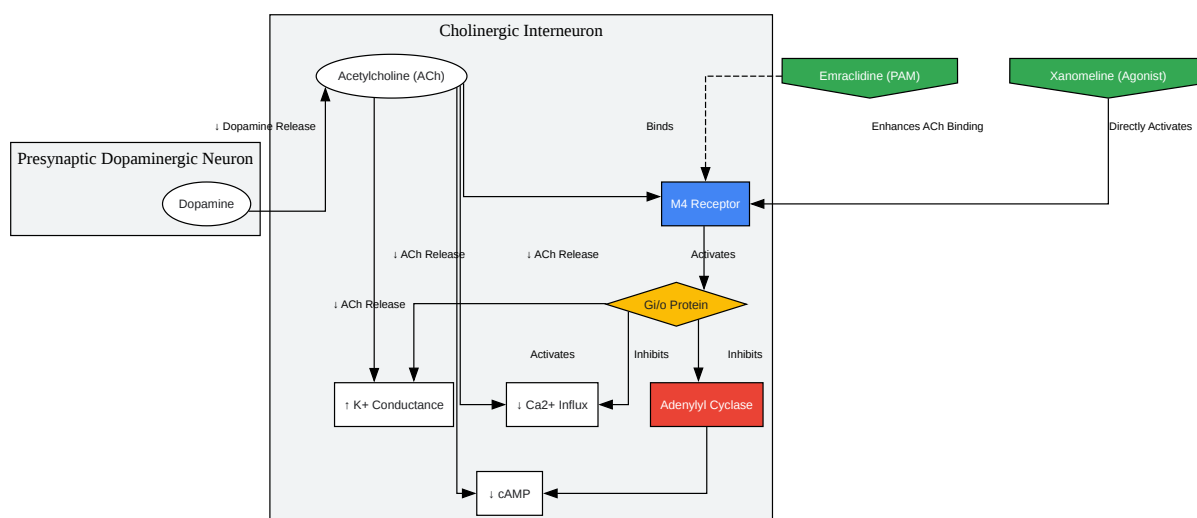 Cholinergic Interneuron
Acetylcholine (ACh)
Emraclidine (PAM)
Xanomeline (Agonist)
↓ Dopamine Release
Binds
Enhances ACh Binding
Directly Activates
Presynaptic Dopaminergic Neuron
Dopamine
M4 Receptor
↓ ACh Release
↓ ACh Release
Activates
↓ ACh Release
Gi/o Protein
Activates
Inhibits
Inhibits
↑ K+ Conductance
↓ Ca2+ Influx
Adenylyl Cyclase
↓ cAMP